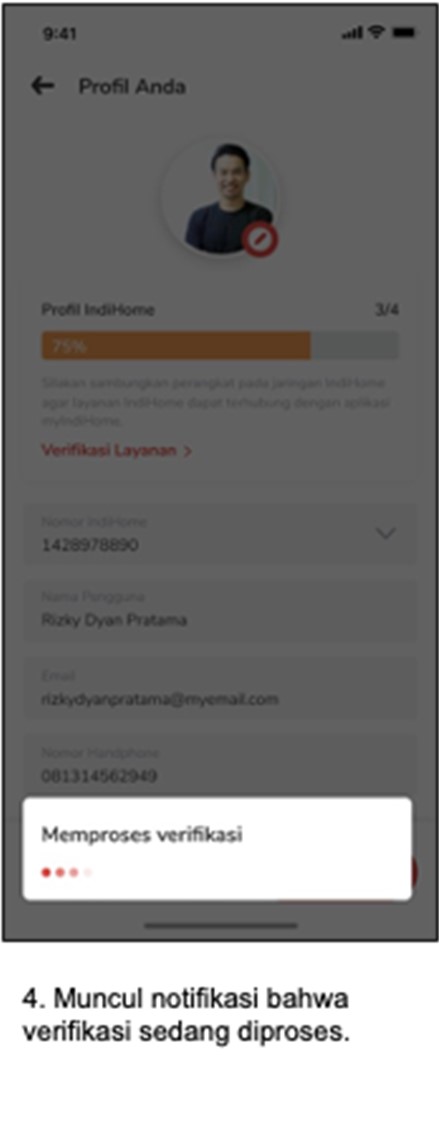 9:41
Profil Anda
Profil IndiHome 3/4
75%
Silakan sambungkan perangkat pada jaringan IndiHome
agar layanan IndiHome dapat terhubung dengan aplikasi
myIndiHome.
Verifikasi Layanan >
Nomor IndiHome
1428978890
Nama Pengguna
Rizky Dyan Pratama
Email
rizkydyanpratama@myemail.com
Nomor Handphone
081314562949
Memproses verifikasi
4. Muncul notifikasi bahwa
verifikasi sedang diproses.